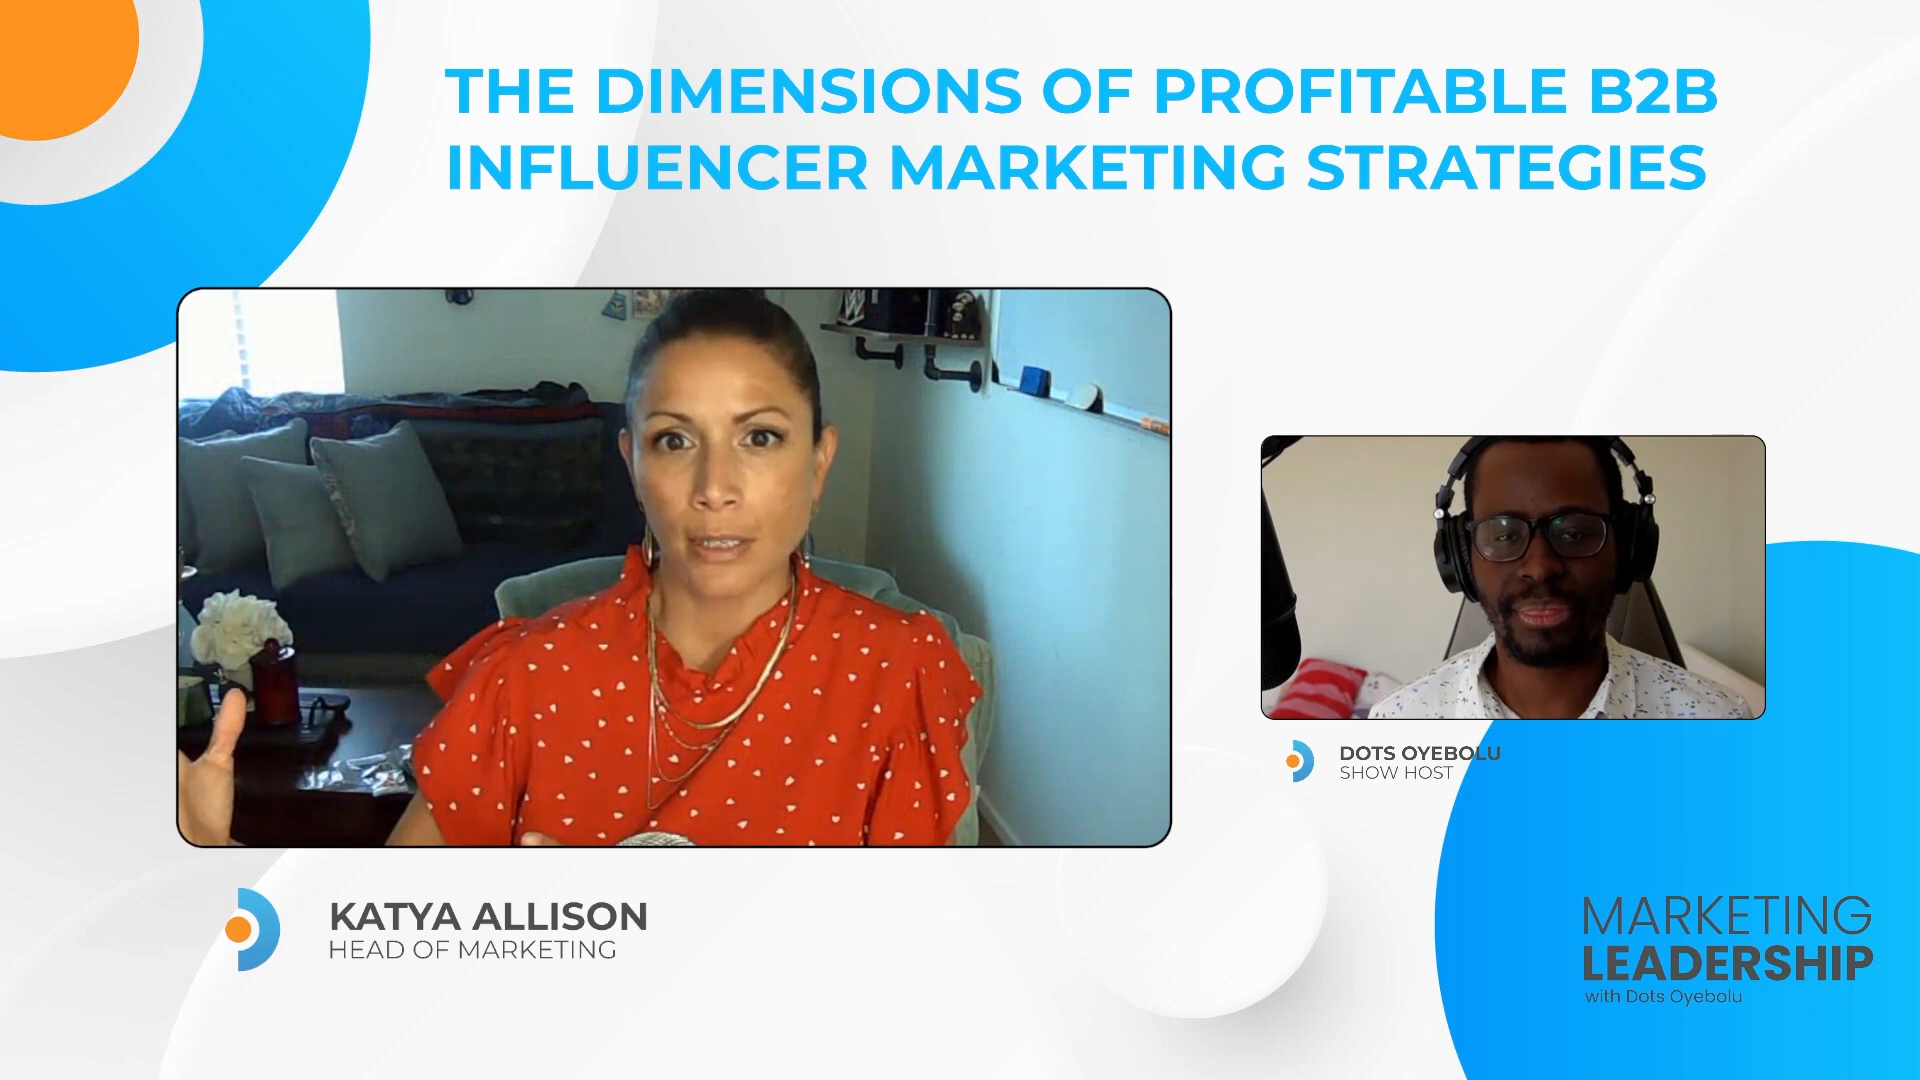 THE DIMENSIONS OF PROFITABLE B2B
INFLUENCER MARKETING STRATEGIES
KATYA ALLISON
HEAD OF MARKETING
DOTS OYEBOLU
SHOW HOST
MARKETING
LEADERSHIP
with Dots Oyebolu